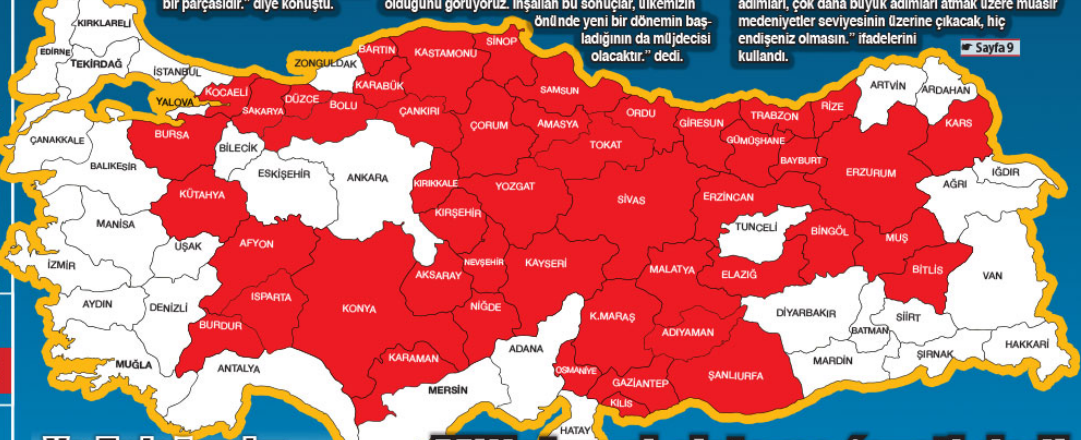 bir parçasıdır." diye konuştu.
olduğunu görüyoruz. İnşallah bu sonuçlar, ülkemizin
önünde yeni bir dönemin baş-
ladığının da müjdecisi
olacaktır." dedi.
adımları, çok daha büyük adımları atmak üzere muasır
medeniyetler seviyesinin üzerine çıkacak, hiç
endişeniz olmasın." ifadelerini
kullandı.
Sayfa 9
KIRKLARELİ
EDİRNE
TEKİRDAĞ
İSTANBUL
YALOVA
KOCAELİ
SAKARYA
DÜZCE
BOLU
ZONGULDAK
BARTIN
KARABÜK
KASTAMONU
SİNOP
ÇANKIRI
ÇORUM
SAMSUN
AMASYA
TOKAT
ORDU
GİRESUN
GÜMÜŞHANE
TRABZON
BAYBURT
RİZE
ARTVİN
ARDAHAN
KARS
ÇANAKKALE
BALIKEŞİR
BURSA
BİLECİK
ESKİŞEHİR
ANKARA
KIRIKKALE
YOZGAT
SİVAS
ERZİNCAN
ERZURUM
AĞRI
IĞDIR
KÜTAHYA
MANİSA
UŞAK
AFYON
KIRŞEHİR
NEVŞEHİR
KAYSERİ
AKSARAY
NİĞDE
MALATYA
ELAZIĞ
TUNCELİ
BİNGÖL
MUŞ
BİTLİS
VAN
İZMİR
AYDIN
DENİZLİ
ISPARTA
BURDUR
KONYA
KARAMAN
MUĞLA
ANTALYA
MERSİN
ADANA
K.MARAŞ
OSMANİYE
GAZİANTEP
KİLİS
HATAY
ADIYAMAN
ŞANLIURFA
DİYARBAKIR
BATMAN
MARDİN
SİİRT
ŞIRNAK
HAKKARİ